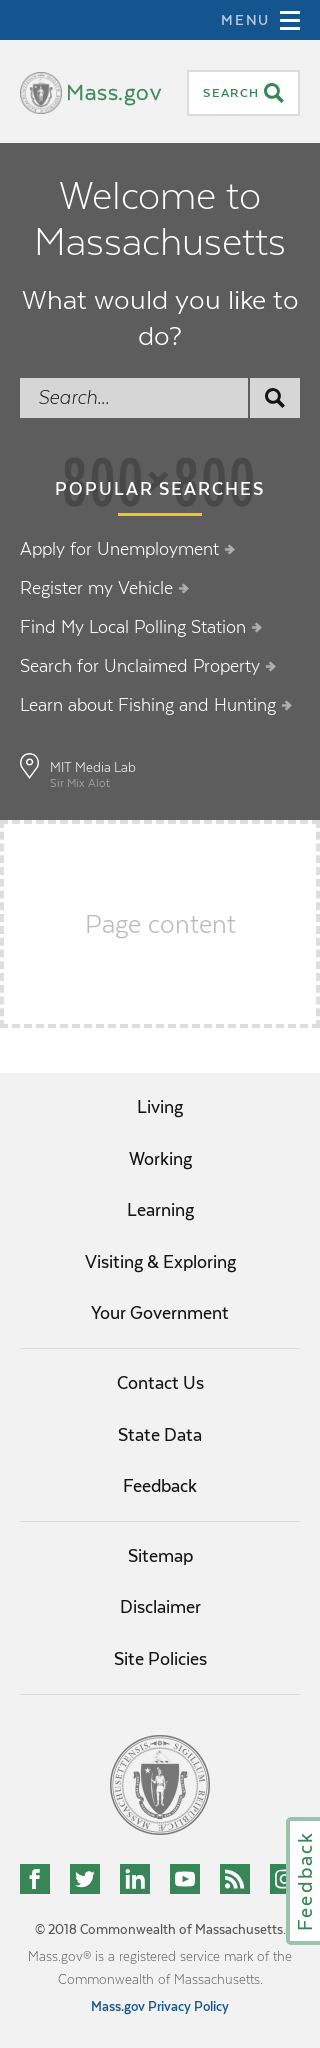 MENU
Mass.gov
SEARCH
Welcome to
Massachusetts
What would you like to
do?
Search...
800×800
POPULAR SEARCHES
Apply for Unemployment
Register my Vehicle
Find My Local Polling Station
Search for Unclaimed Property
Learn about Fishing and Hunting
MIT Media Lab
Sir Mix Alot
Page content
Living
Working
Learning
Visiting & Exploring
Your Government
Contact Us
State Data
Feedback
Sitemap
Disclaimer
Site Policies
Feedback
© 2018 Commonwealth of Massachusetts.
Mass.gov® is a registered service mark of the
Commonwealth of Massachusetts.
Mass.gov Privacy Policy